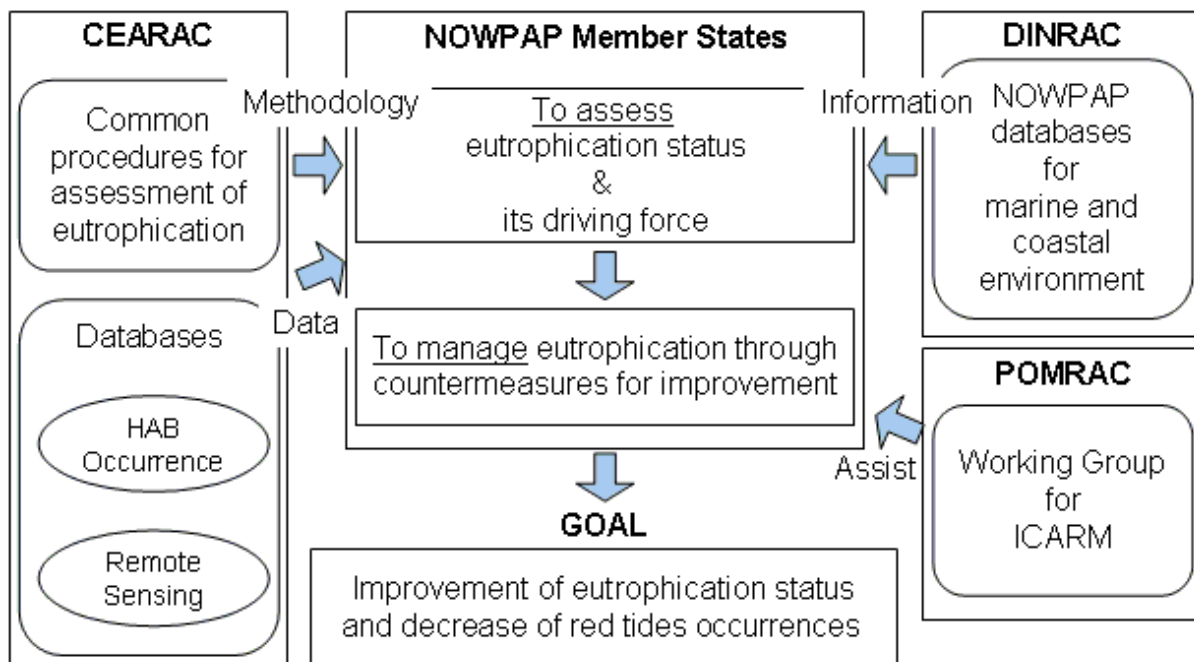 CEARAC
Common
procedures for
assessment of
eutrophication
Methodology
Databases
Data
HAB
Occurrence
Remote
Sensing
NOWPAP Member States
To assess
eutrophication status
&
its driving force
To manage eutrophication through
countermeasures for improvement
GOAL
Improvement of eutrophication status
and decrease of red tides occurrences
DINRAC
Information
NOWPAP
databases
for
marine and
coastal
environment
POMRAC
Assist
Working Group
for
ICARM